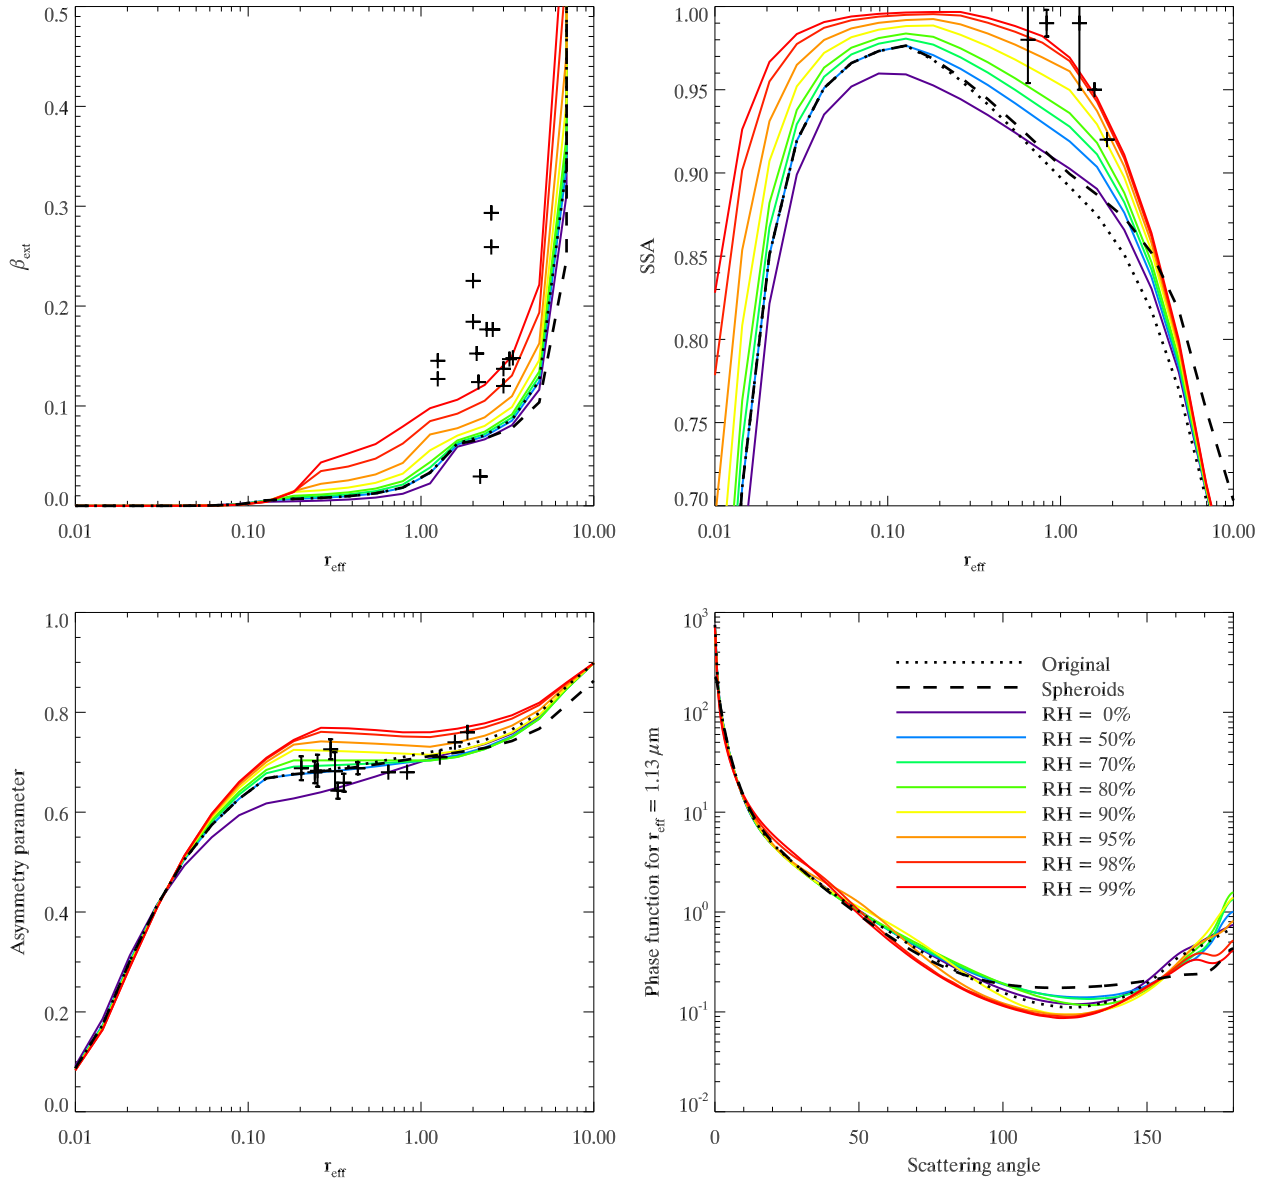 0.5
0.4
0.3
0.2
0.1
0.0
βext
0.01
0.10
1.00
10.00
reff
1.00
0.95
0.90
0.85
0.80
0.75
0.70
SSA
0.01
0.10
1.00
10.00
reff
1.0
0.8
0.6
0.4
0.2
0.0
Asymmetry parameter
0.01
0.10
1.00
10.00
reff
10^3
10^2
10^1
10^0
10^-1
10^-2
Phase function for reff = 1.13 μm
Original
Spheroids
RH = 0%
RH = 50%
RH = 70%
RH = 80%
RH = 90%
RH = 95%
RH = 98%
RH = 99%
0
50
100
150
Scattering angle